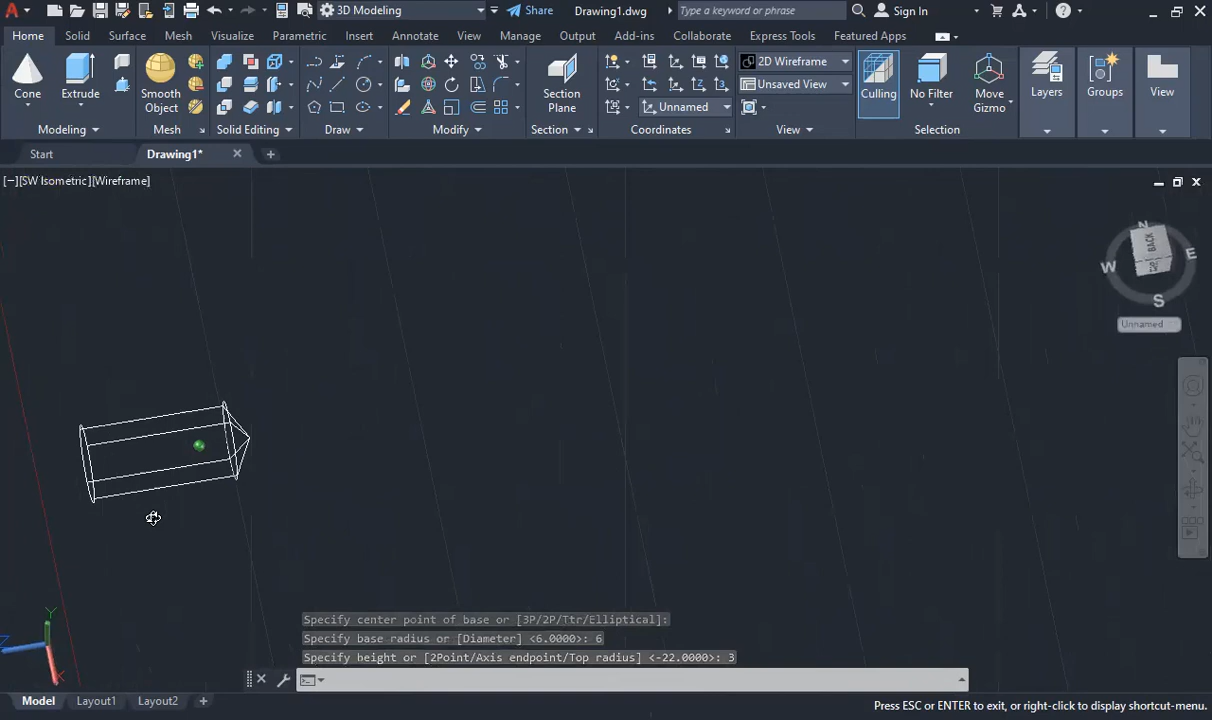 3D Modeling Share Drawing1.dwg Type a keyword or phrase Sign In
Home Solid Surface Mesh Visualize Parametric Insert Annotate View Manage Output Add-ins Collaborate Express Tools Featured Apps
2D Wireframe
Unsaved View
Unnamed
Cone Extrude Smooth Object Section Plane Culling No Filter Move Gizmo Layers Groups View
Modeling Mesh Solid Editing Draw Modify Section Coordinates View Selection
Start Drawing1*
[−][SW Isometric][Wireframe]
N
BACK
W E
S
Unnamed
Y
X
Specify center point of base or [3P/2P/Ttr/Elliptical]:
Specify base radius or [Diameter] <6.0000>: 6
Specify height or [2Point/Axis endpoint/Top radius] <-22.0000>: 3
Model Layout1 Layout2
Press ESC or ENTER to exit, or right-click to display shortcut-menu.